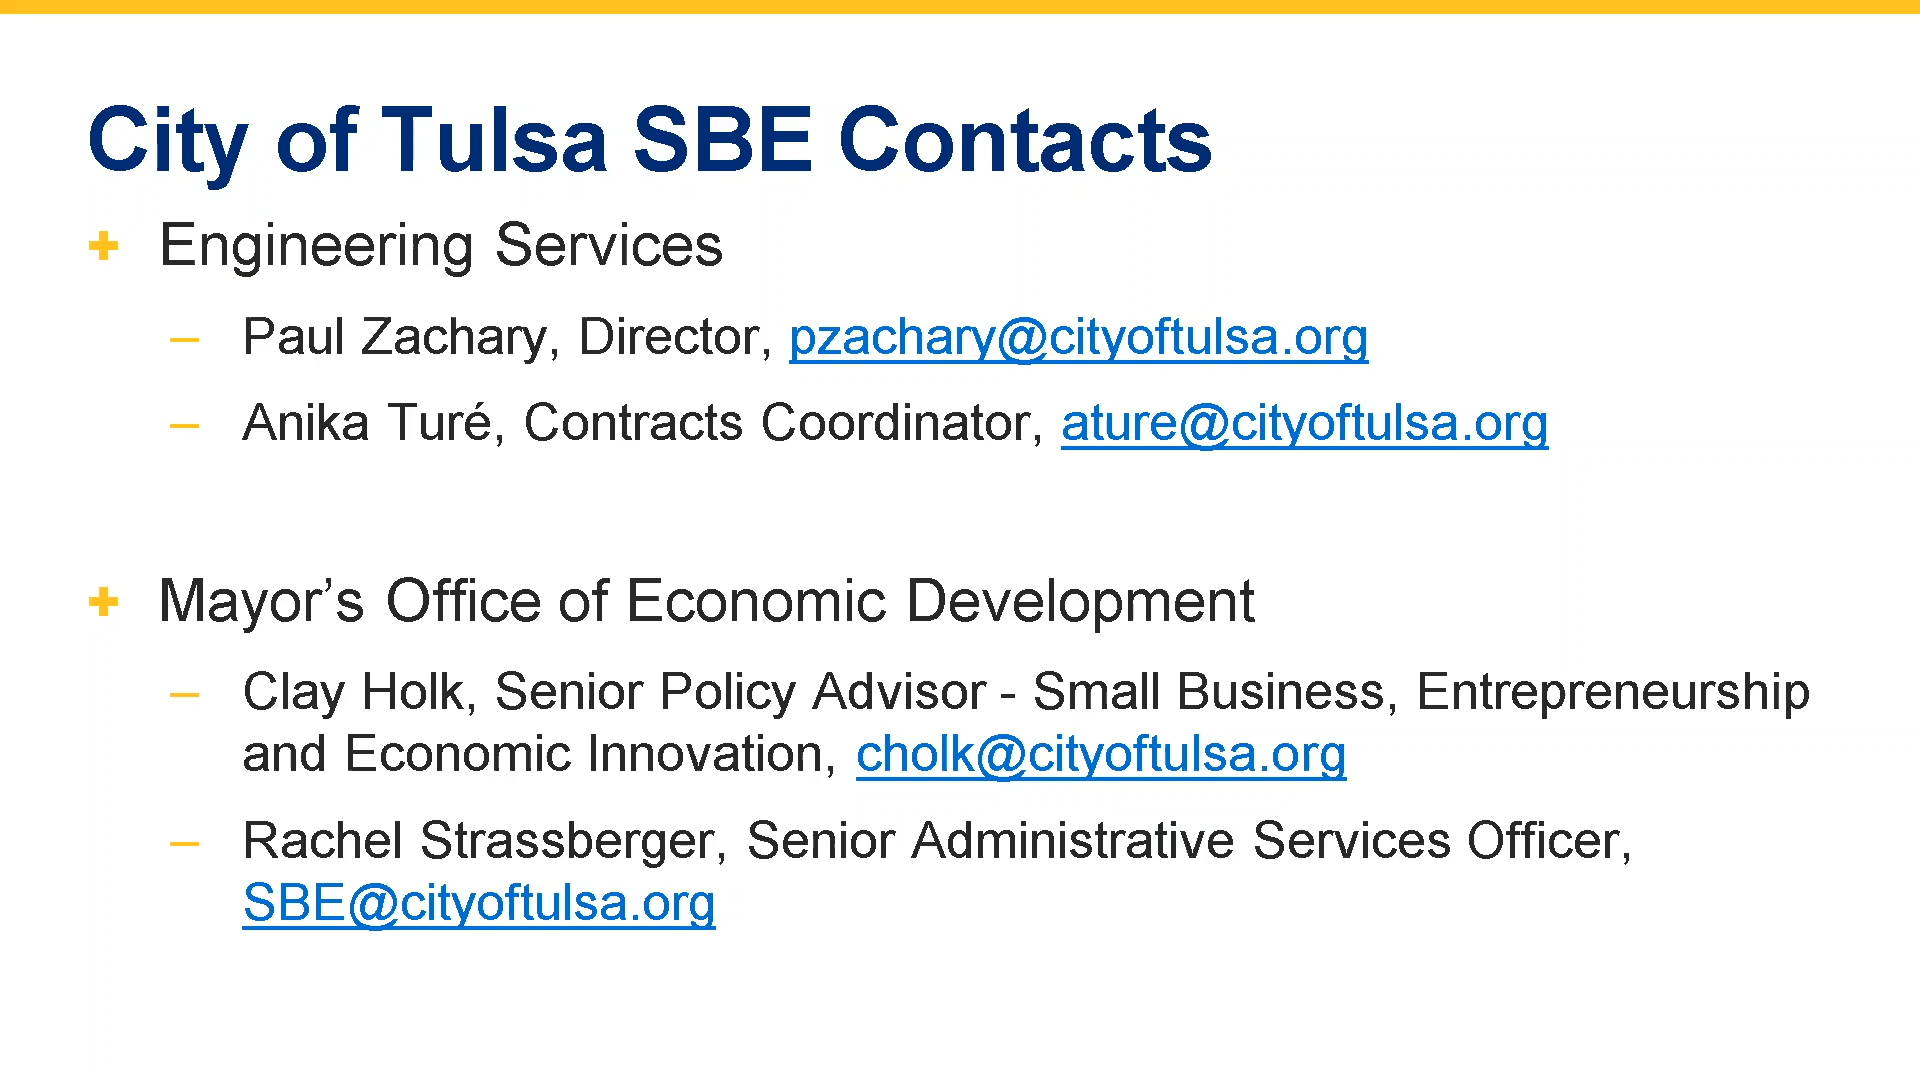 City of Tulsa SBE Contacts
+ Engineering Services
– Paul Zachary, Director, pzachary@cityoftulsa.org
– Anika Turé, Contracts Coordinator, ature@cityoftulsa.org
+ Mayor’s Office of Economic Development
– Clay Holk, Senior Policy Advisor - Small Business, Entrepreneurship
and Economic Innovation, cholk@cityoftulsa.org
– Rachel Strassberger, Senior Administrative Services Officer,
SBE@cityoftulsa.org